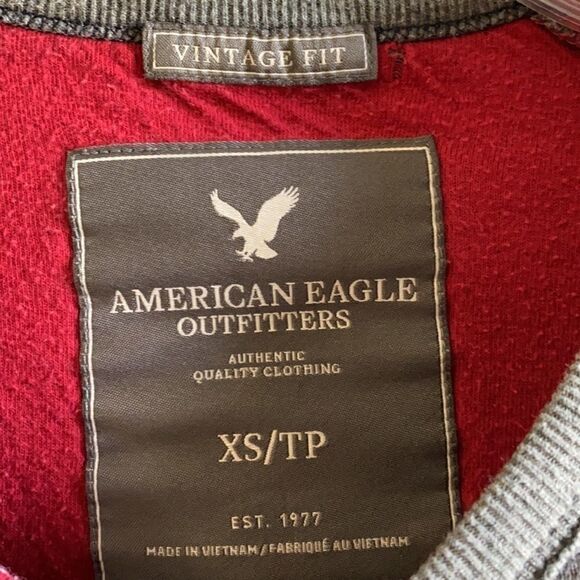 VINTAGE FIT
AMERICAN EAGLE
OUTFITTERS
AUTHENTIC
QUALITY CLOTHING
XS/TP
EST. 1977
MADE IN VIETNAM/FABRIQUÉ AU VIETNAM